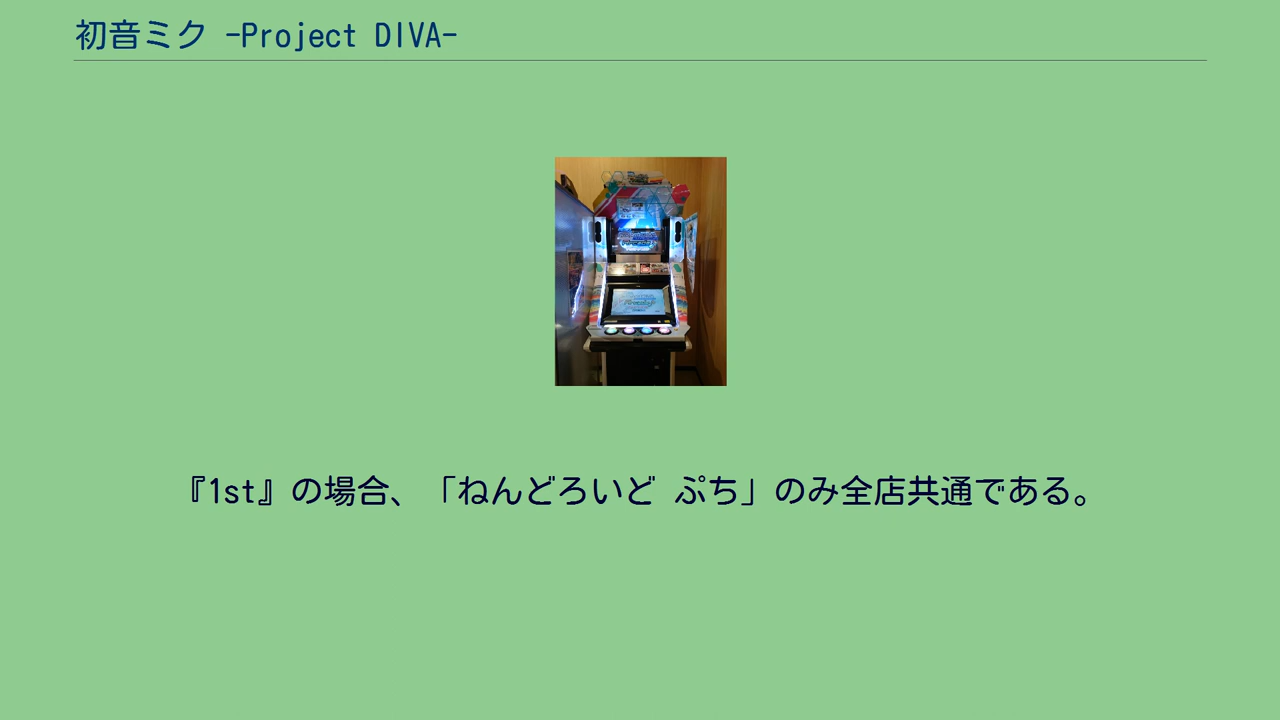 初音ミク -Project DIVA-
『1st』の場合、「ねんどろいど ぷち」のみ全店共通である。